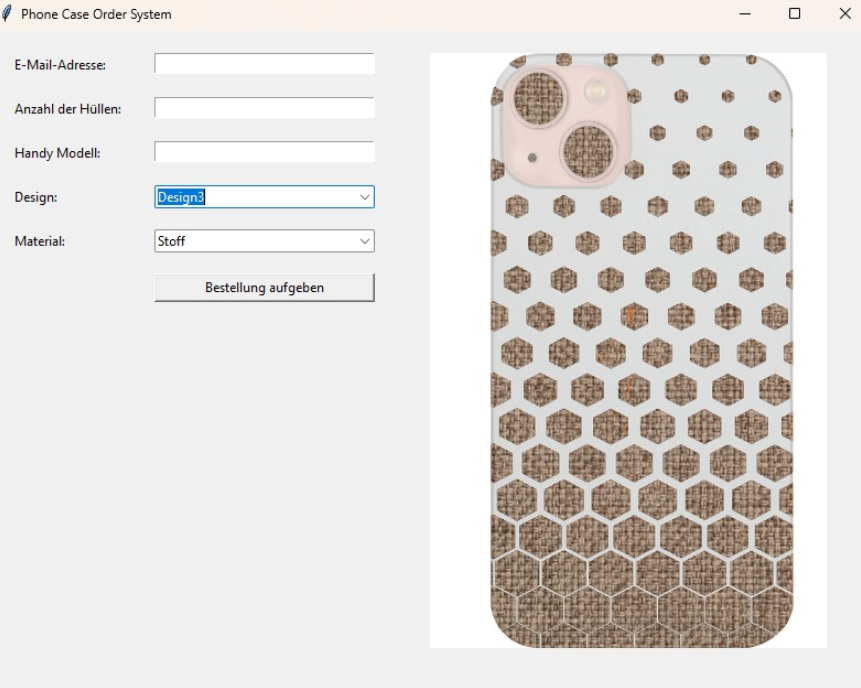 Phone Case Order System
E-Mail-Adresse:
Anzahl der Hüllen:
Handy Modell:
Design: Design3
Material: Stoff
Bestellung aufgeben